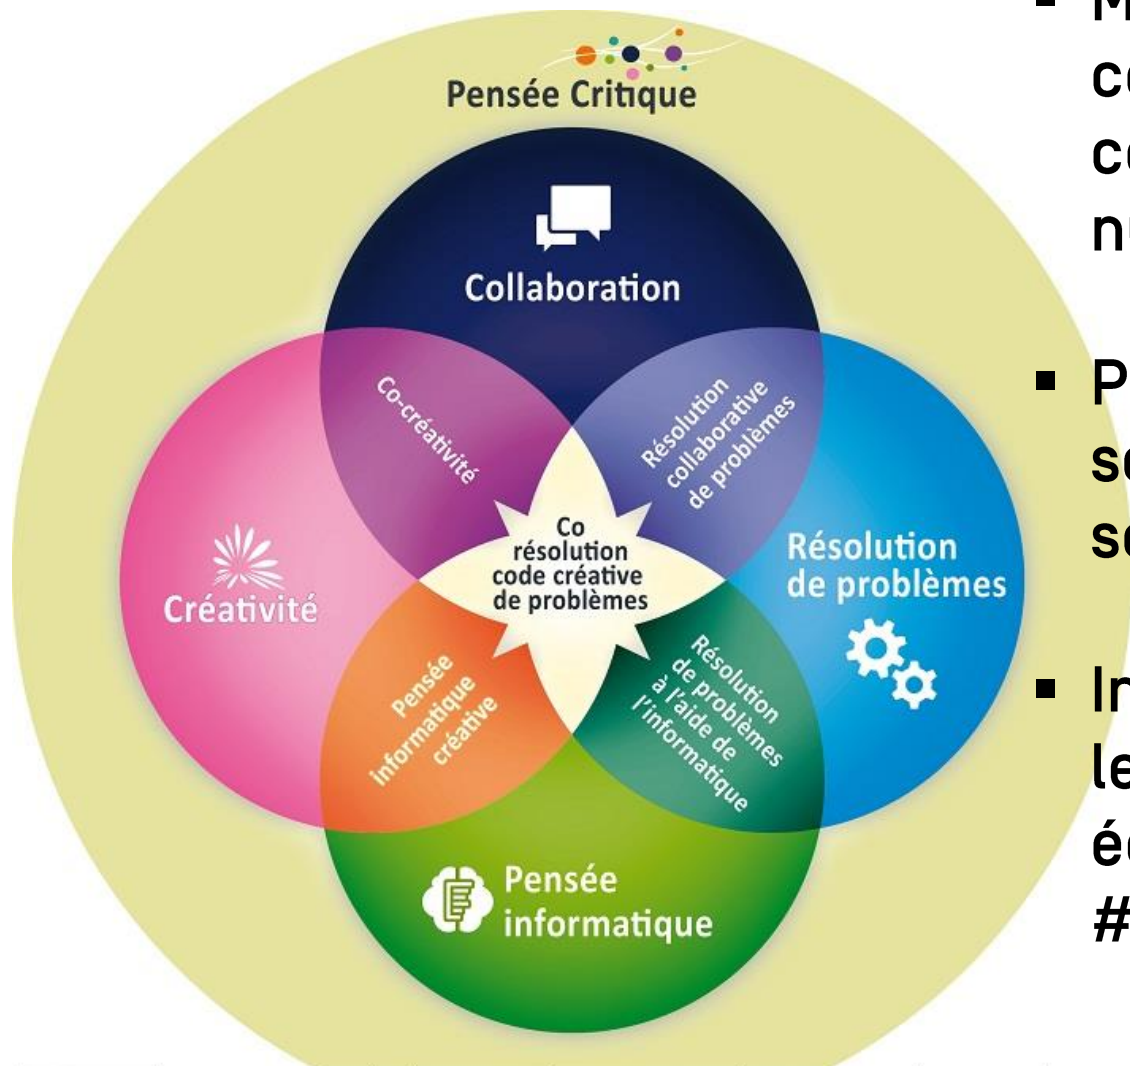 Pensée Critique
Collaboration
Co-créativité
Résolution
collaborative
de problèmes
Co
résolution
code créative
de problèmes
Résolution
de problèmes
Créativité
Pensée
informatique
créative
Résolution
de problèmes
à l'aide de
l'informatique
Pensée
informatique